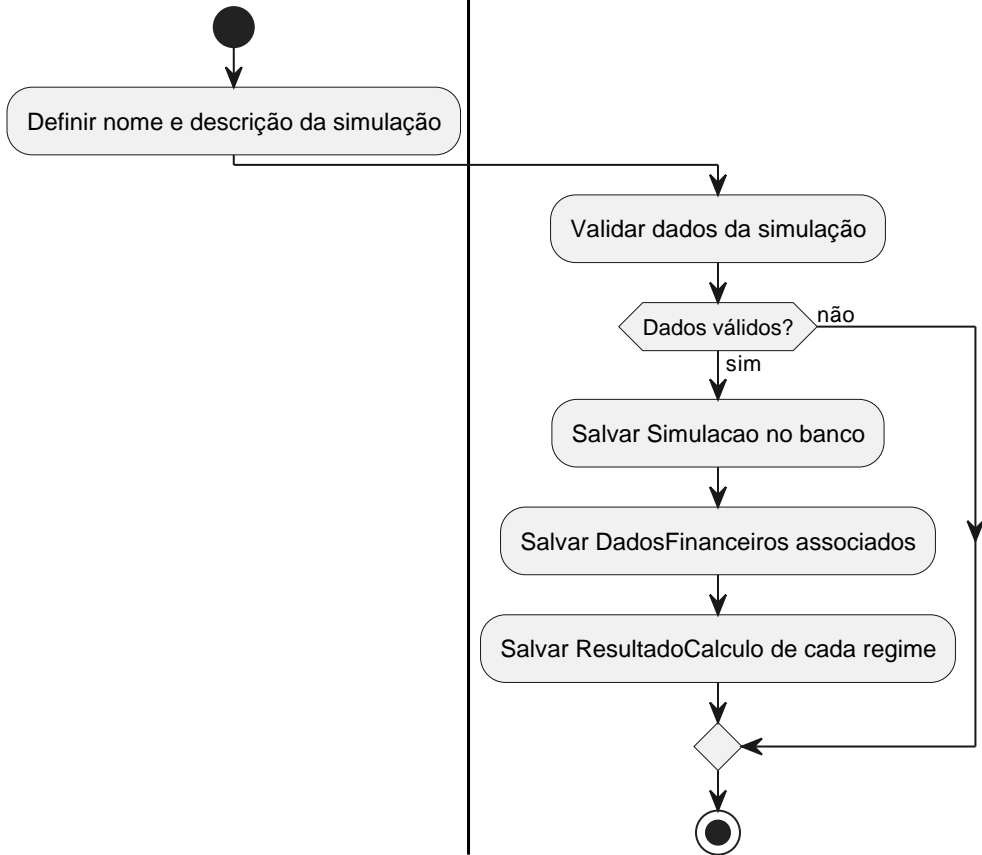 Definir nome e descrição da simulação
Validar dados da simulação
Dados válidos?
não
sim
Salvar Simulacao no banco
Salvar DadosFinanceiros associados
Salvar ResultadoCalculo de cada regime